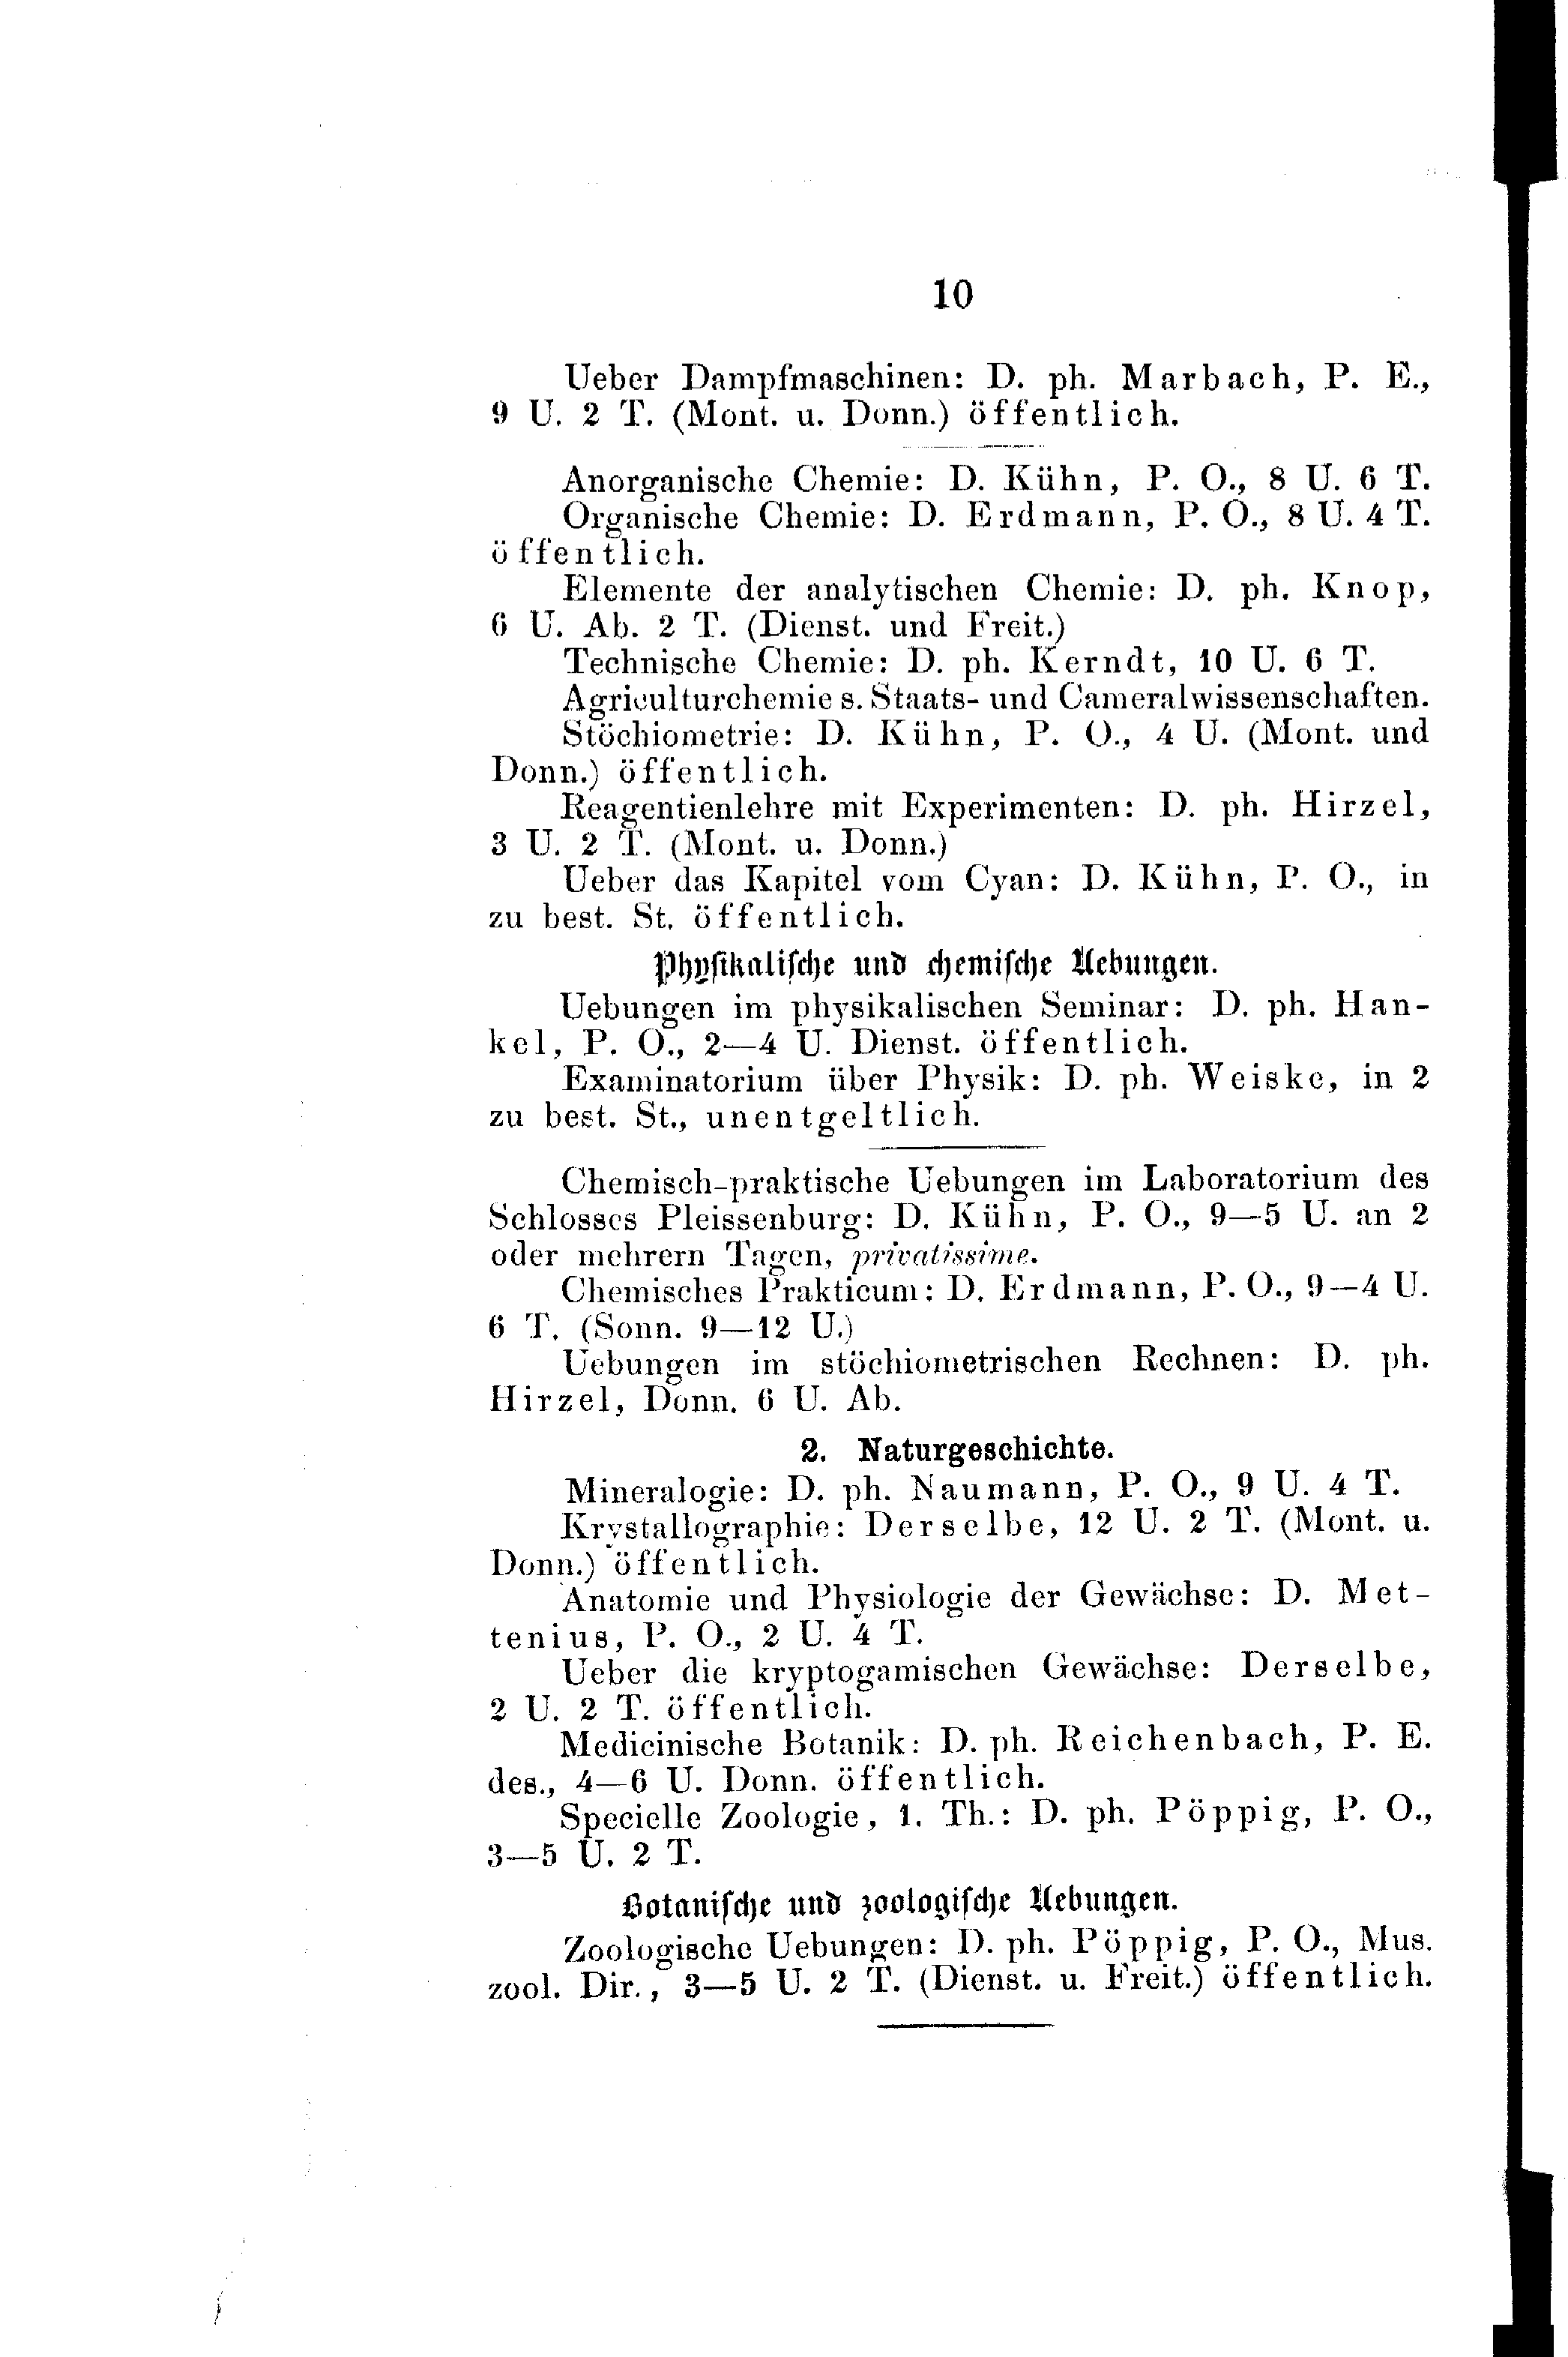 10
Ueber Dampfmaschinen: D. ph. Marbach, P. E.,
9 U. 2 T. (Mont. u. Donn.) öffentlich.
Anorganische Chemie: D. Kühn, P. O., 8 U. 6 T.
Organische Chemie: D. Erdmann, P. O., 8 U. 4 T.
öffentlich.
Elemente der analytischen Chemie: D. ph. Knop,
6 U. Ab. 2 T. (Dienst. und Freit.)
Technische Chemie: D. ph. Kerndt, 10 U. 6 T.
Agriculturchemie s. Staats- und Cameralwissenschaften.
Stöchiometrie: D. Kühn, P. O., 4 U. (Mont. und
Donn.) öffentlich.
Reagentienlehre mit Experimenten: D. ph. Hirzel,
3 U. 2 T. (Mont. u. Donn.)
Ueber das Kapitel vom Cyan: D. Kühn, P. O., in
zu best. St. öffentlich.
Physikalische und chemische Uebungen.
Uebungen im physikalischen Seminar: D. ph. Han-
kel, P. O., 2—4 U. Dienst. öffentlich.
Examinatorium über Physik: D. ph. Weiske, in 2
zu best. St., unentgeltlich.
Chemisch-praktische Uebungen im Laboratorium des
Schlosses Pleissenburg: D. Kühn, P. O., 9—5 U. an 2
oder mehrern Tagen, privatissime.
Chemisches Prakticum: D. Erdmann, P. O., 9—4 U.
6 T. (Sonn. 9—12 U.)
Uebungen im stöchiometrischen Rechnen: D. ph.
Hirzel, Donn. 6 U. Ab.
2. Naturgeschichte.
Mineralogie: D. ph. Naumann, P. O., 9 U. 4 T.
Krystallographie: Derselbe, 12 U. 2 T. (Mont. u.
Donn.) öffentlich.
Anatomie und Physiologie der Gewächse: D. Met-
tenius, P. O., 2 U. 4 T.
Ueber die kryptogamischen Gewächse: Derselbe,
2 U. 2 T. öffentlich.
Medicinische Botanik: D. ph. Reichenbach, P. E.
des., 4—6 U. Donn. öffentlich.
Specielle Zoologie, 1. Th.: D. ph. Pöppig, P. O.,
3—5 U. 2 T.
Botanische und zoologische Uebungen.
Zoologische Uebungen: D. ph. Pöppig, P. O., Mus.
zool. Dir., 3—5 U. 2 T. (Dienst. u. Freit.) öffentlich.